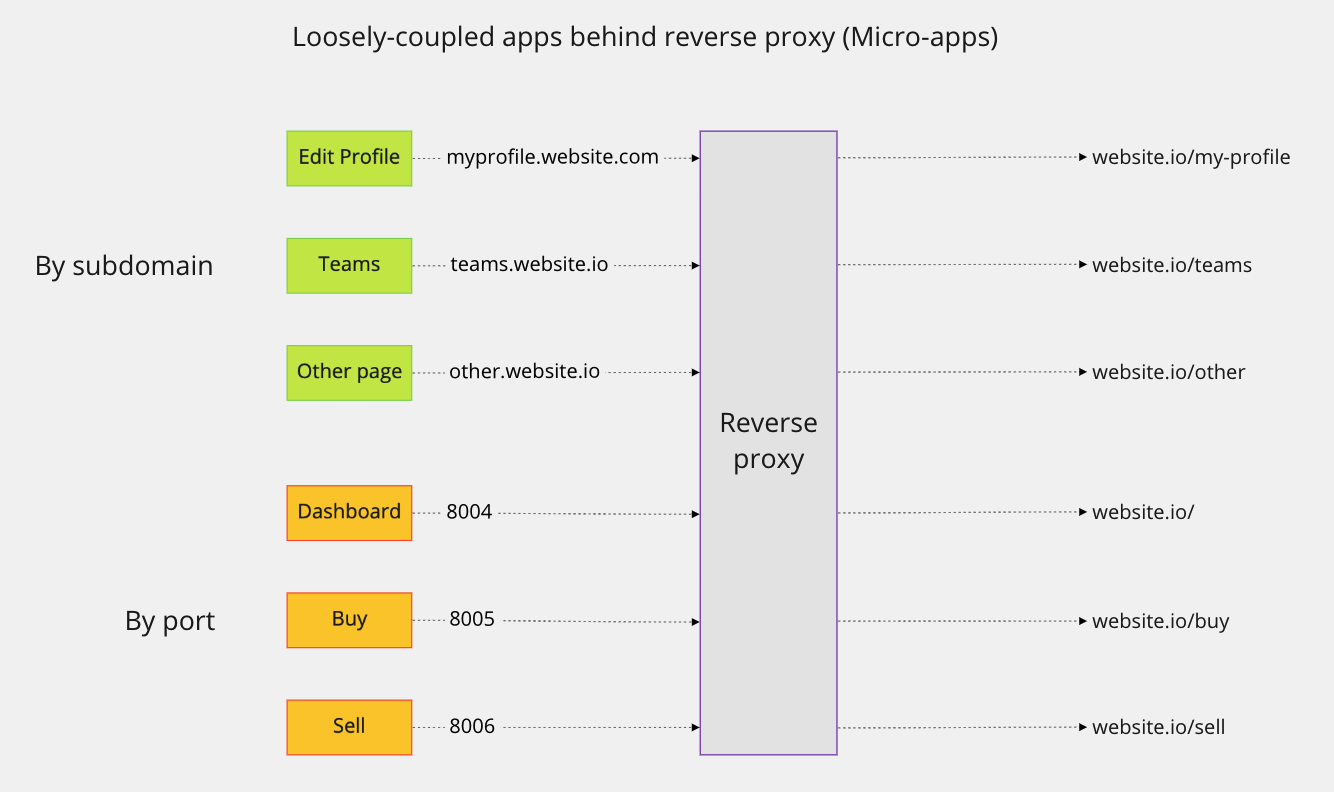 Loosely-coupled apps behind reverse proxy (Micro-apps)
Edit Profile
myprofile.website.com
website.io/my-profile
By subdomain
Teams
teams.website.io
website.io/teams
Other page
other.website.io
website.io/other
Reverse
proxy
Dashboard
8004
website.io/
By port
Buy
8005
website.io/buy
Sell
8006
website.io/sell